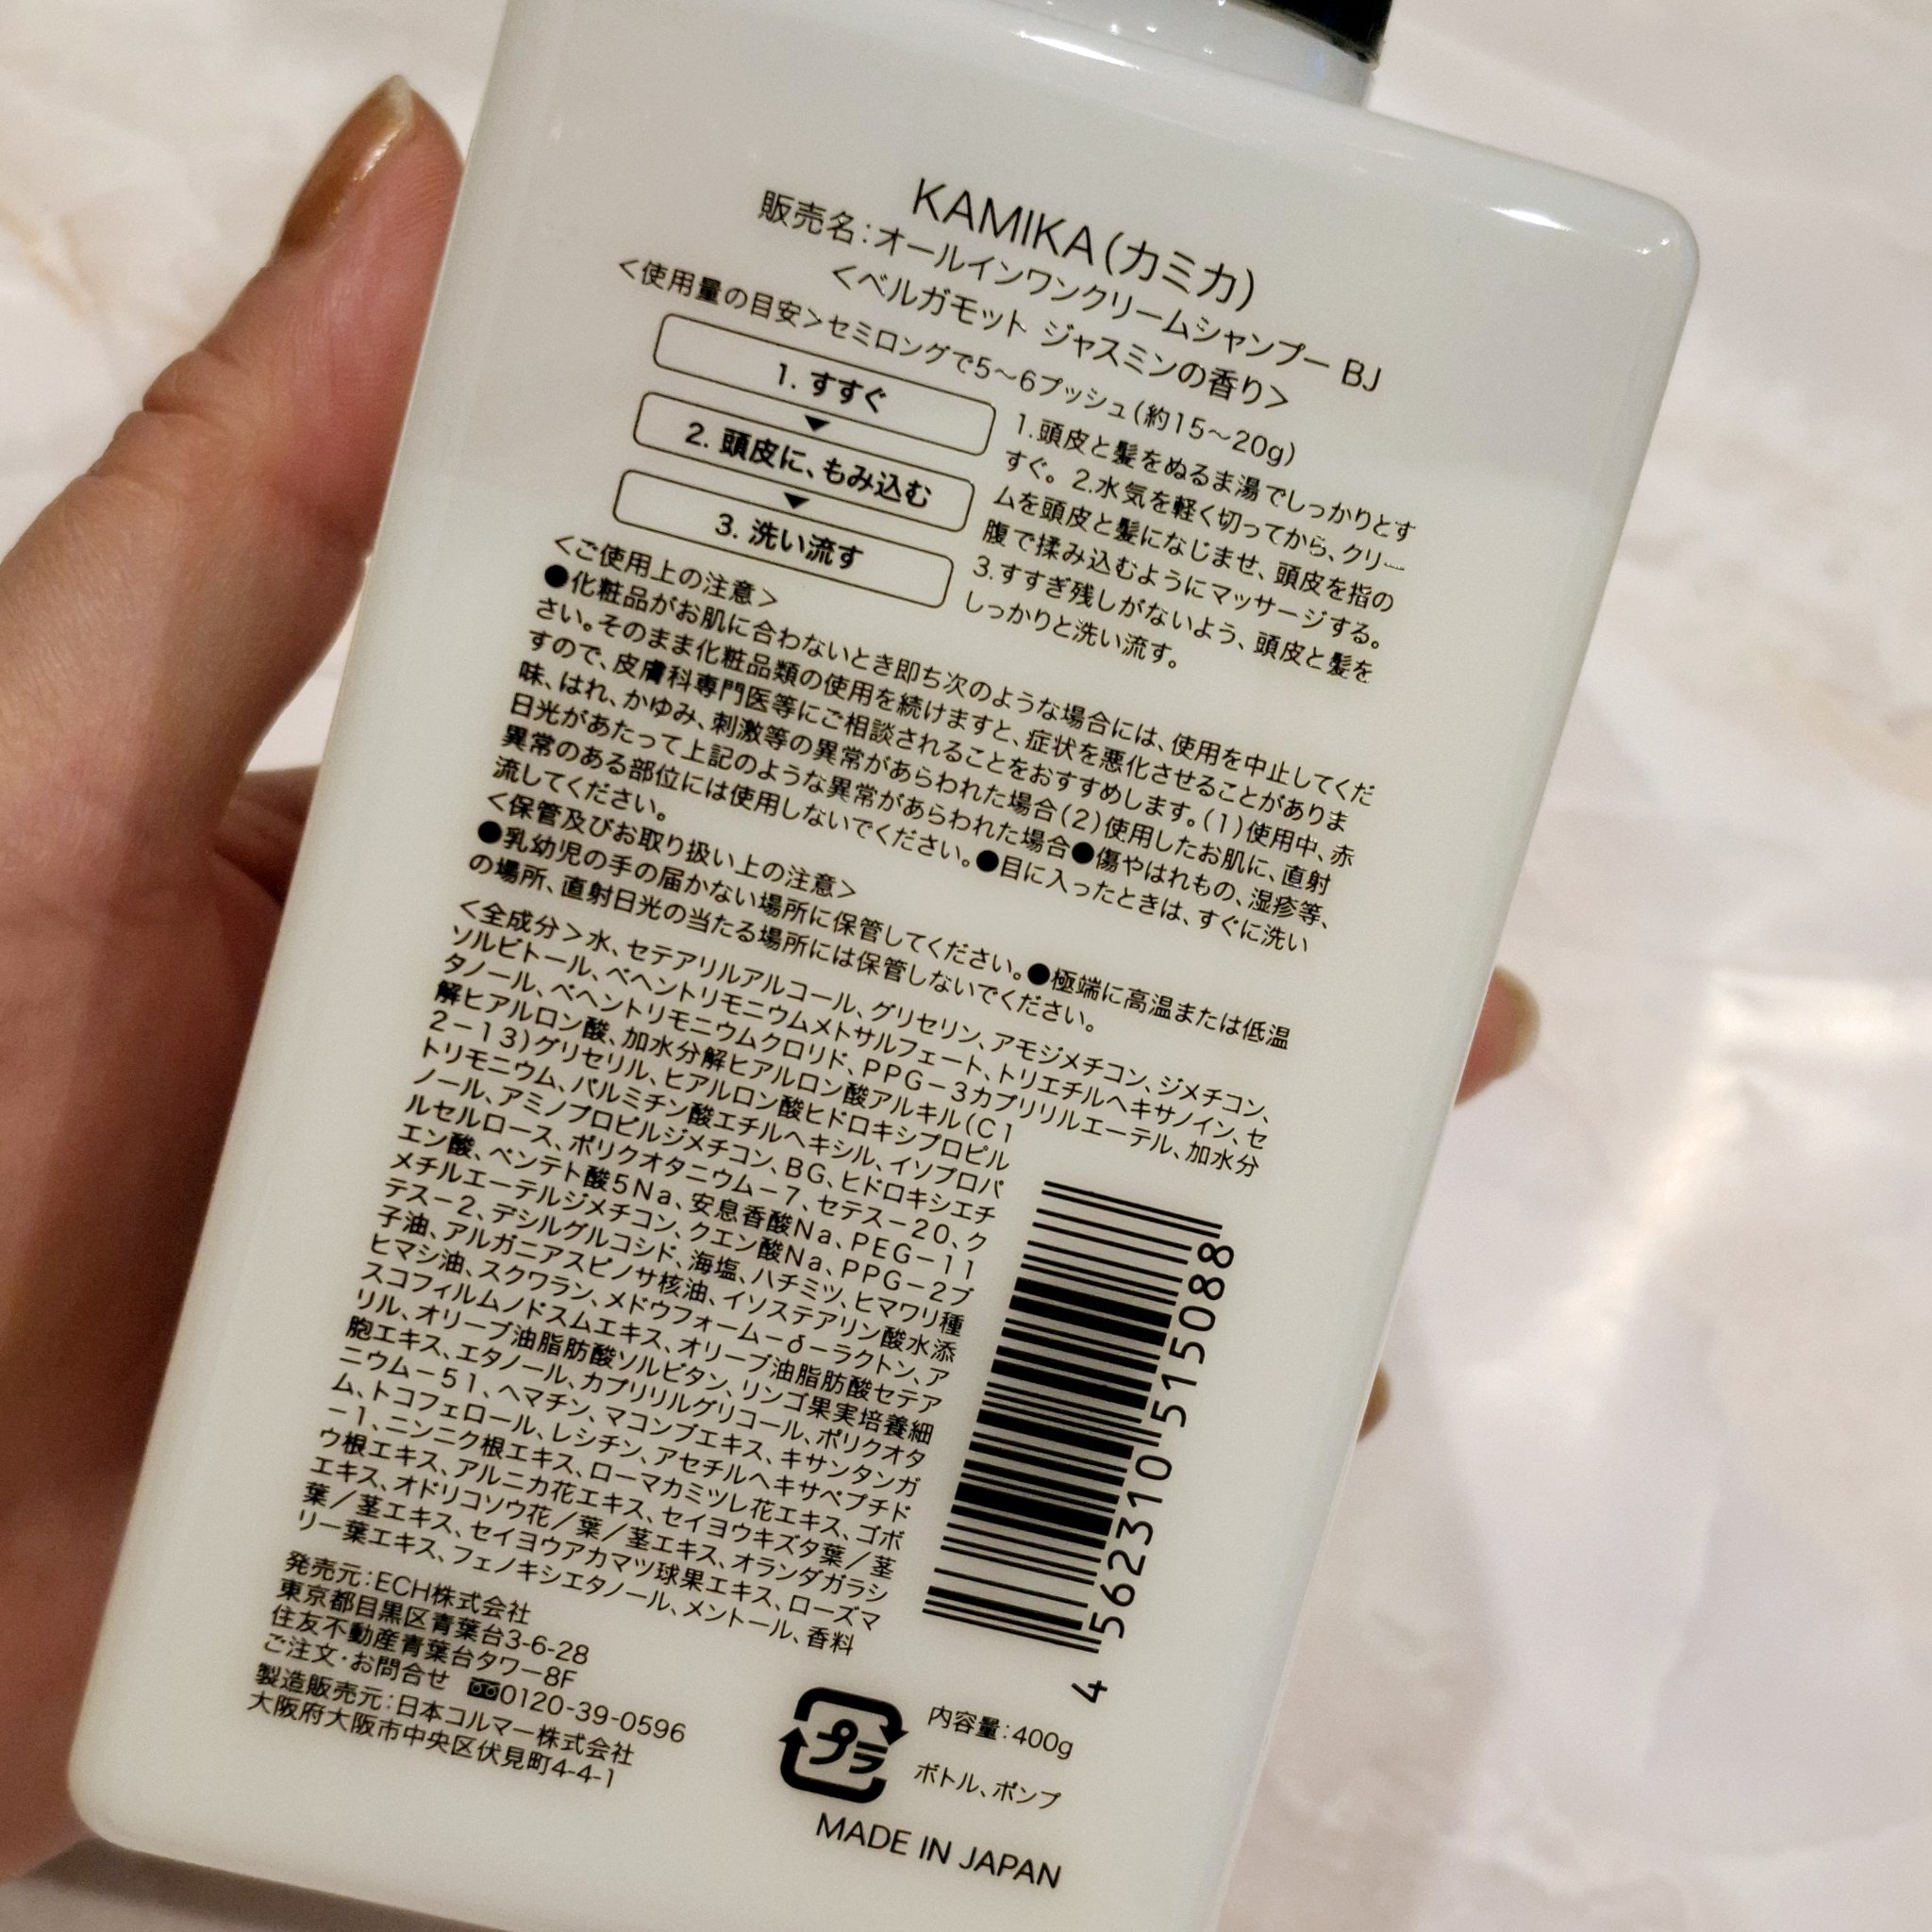 KAMIKA(カミカ)
販売名:オールインワンクリームシャンプー BJ
<ベルガモット ジャスミンの香り>
<使用量の目安>セミロングで5〜6プッシュ(約15〜20g)
1. すすぐ
▼
2. 頭皮に、もみ込む
▼
3. 洗い流す
1.頭皮と髪をぬるま湯でしっかりとす
すぐ。2.水気を軽く切ってから、クリー
ムを頭皮と髪になじませ、頭皮を指の
腹で揉み込むようにマッサージする。
3.すすぎ残しがないよう、頭皮と髪を
しっかりと洗い流す。
<ご使用上の注意>
●化粧品がお肌に合わないとき即ち次のような場合には、使用を中止してくだ
さい。そのまま化粧品類の使用を続けますと、症状を悪化させることがありま
すので、皮膚科専門医等にご相談されることをおすすめします。(1)使用中、赤
味、はれ、かゆみ、刺激等の異常があらわれた場合(2)使用したお肌に、直射
日光があたって上記のような異常があらわれた場合●傷やはれもの、湿疹等、
異常のある部位には使用しないでください。●目に入ったときは、すぐに洗い
流してください。
<保管及びお取り扱い上の注意>
●乳幼児の手の届かない場所に保管してください。●極端に高温または低温
の場所、直射日光の当たる場所には保管しないでください。
<全成分>水、セテアリルアルコール、グリセリン、アモジメチコン、ジメチコン、
ソルビトール、ベヘントリモニウムメトサルフェート、トリエチルヘキサノイン、セ
タノール、ベヘントリモニウムクロリド、PPG−3カプリリルエーテル、加水分
解ヒアルロン酸、加水分解ヒアルロン酸アルキル(C1
2−13)グリセリル、ヒアルロン酸ヒドロキシプロピル
トリモニウム、パルミチン酸エチルヘキシル、イソプロパ
ノール、アミノプロピルジメチコン、BG、ヒドロキシエチ
ルセルロース、ポリクオタニウム−7、セテス−20、ク
エン酸、ペンテト酸5Na、安息香酸Na、PEG−11
メチルエーテルジメチコン、クエン酸Na、PPG−2ブ
テス−2、デシルグルコシド、海塩、ハチミツ、ヒマワリ種
子油、アルガニアスピノサ核油、イソステアリン酸水添
ヒマシ油、スクワラン、メドウフォーム−δ−ラクトン、ア
スコフィルムノドスムエキス、オリーブ油脂肪酸セテア
リル、オリーブ油脂肪酸ソルビタン、リンゴ果実培養細
胞エキス、エタノール、カプリリルグリコール、ポリクオタ
ニウム−51、ヘマチン、マコンブエキス、キサンタンガ
ム、トコフェロール、レシチン、アセチルヘキサペプチド
−1、ニンニク根エキス、ローマカミツレ花エキス、ゴボ
ウ根エキス、アルニカ花エキス、セイヨウキズタ葉/茎
エキス、オドリコソウ花/葉/茎エキス、オランダガラシ
葉/茎エキス、セイヨウアカマツ球果エキス、ローズマ
リー葉エキス、フェノキシエタノール、メントール、香料
発売元:ECH株式会社
東京都目黒区青葉台3-6-28
住友不動産青葉台タワー8F
ご注文・お問合せ 0120-39-0596
製造販売元:日本コルマー株式会社
大阪府大阪市中央区伏見町4-4-1
4 562310 515088
プラ
内容量:400g
ボトル、ポンプ
MADE IN JAPAN